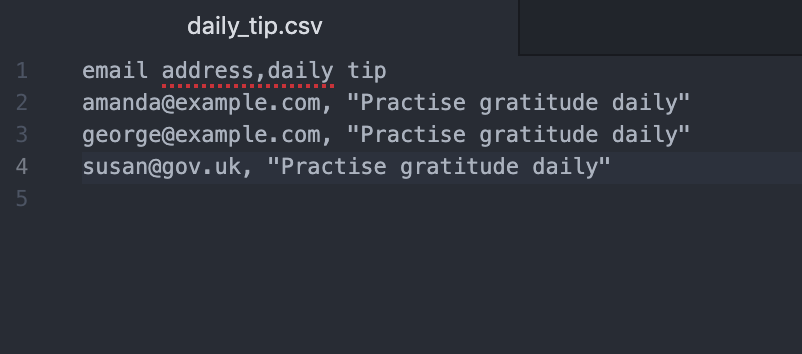 daily_tip.csv
1 email address,daily tip
2 amanda@example.com, "Practise gratitude daily"
3 george@example.com, "Practise gratitude daily"
4 susan@gov.uk, "Practise gratitude daily"
5